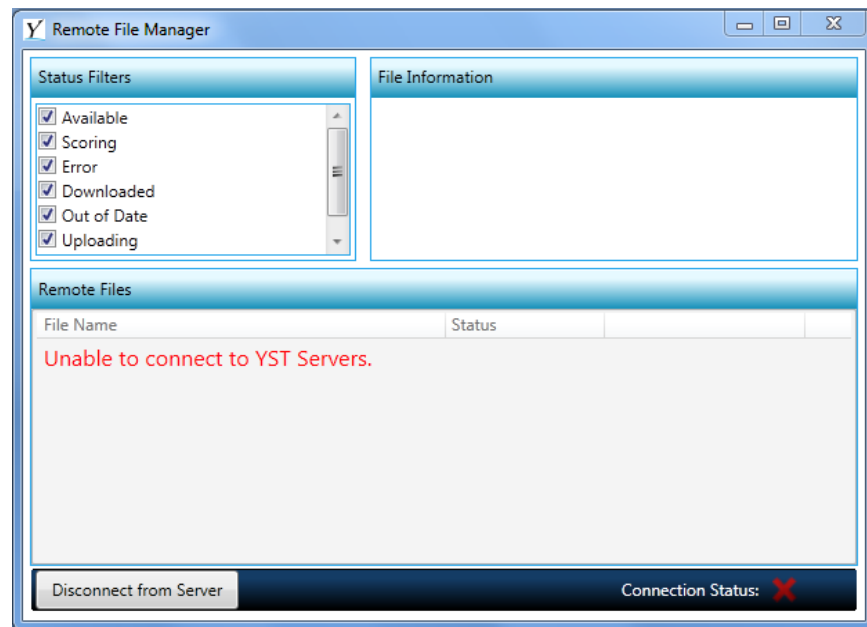 Y Remote File Manager
Status Filters
Available
Scoring
Error
Downloaded
Out of Date
Uploading
File Information
Remote Files
File Name Status
Unable to connect to YST Servers.
Disconnect from Server Connection Status: